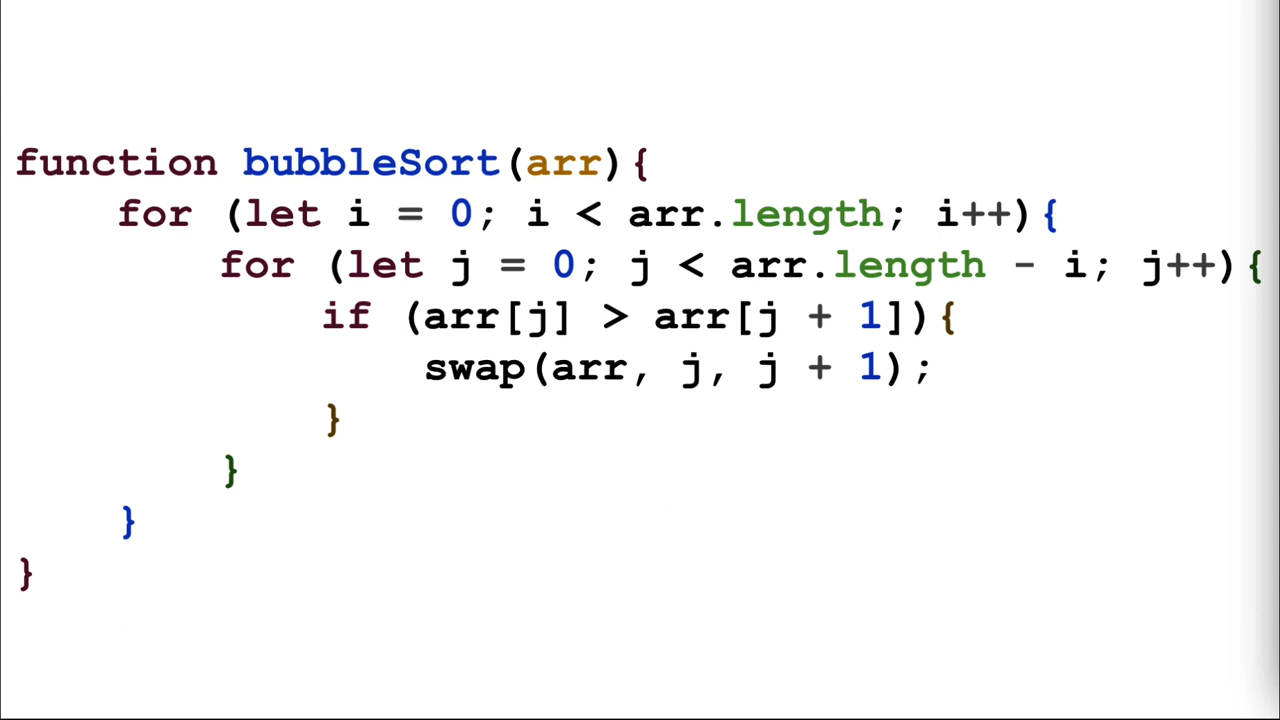 function bubbleSort(arr){
for (let i = 0; i < arr.length; i++){
for (let j = 0; j < arr.length - i; j++){
if (arr[j] > arr[j + 1]){
swap(arr, j, j + 1);
}
}
}
}